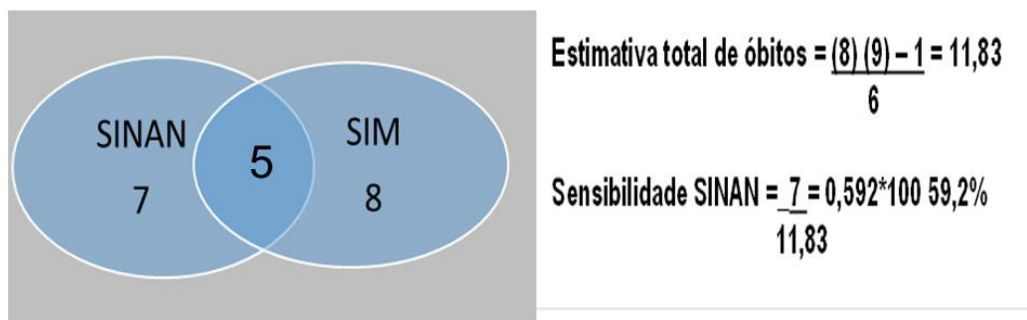 SINAN
7
5
SIM
8
Estimativa total de óbitos = (8) (9) – 1 = 11,83
6
Sensibilidade SINAN = 7 = 0,592*100 59,2%
11,83